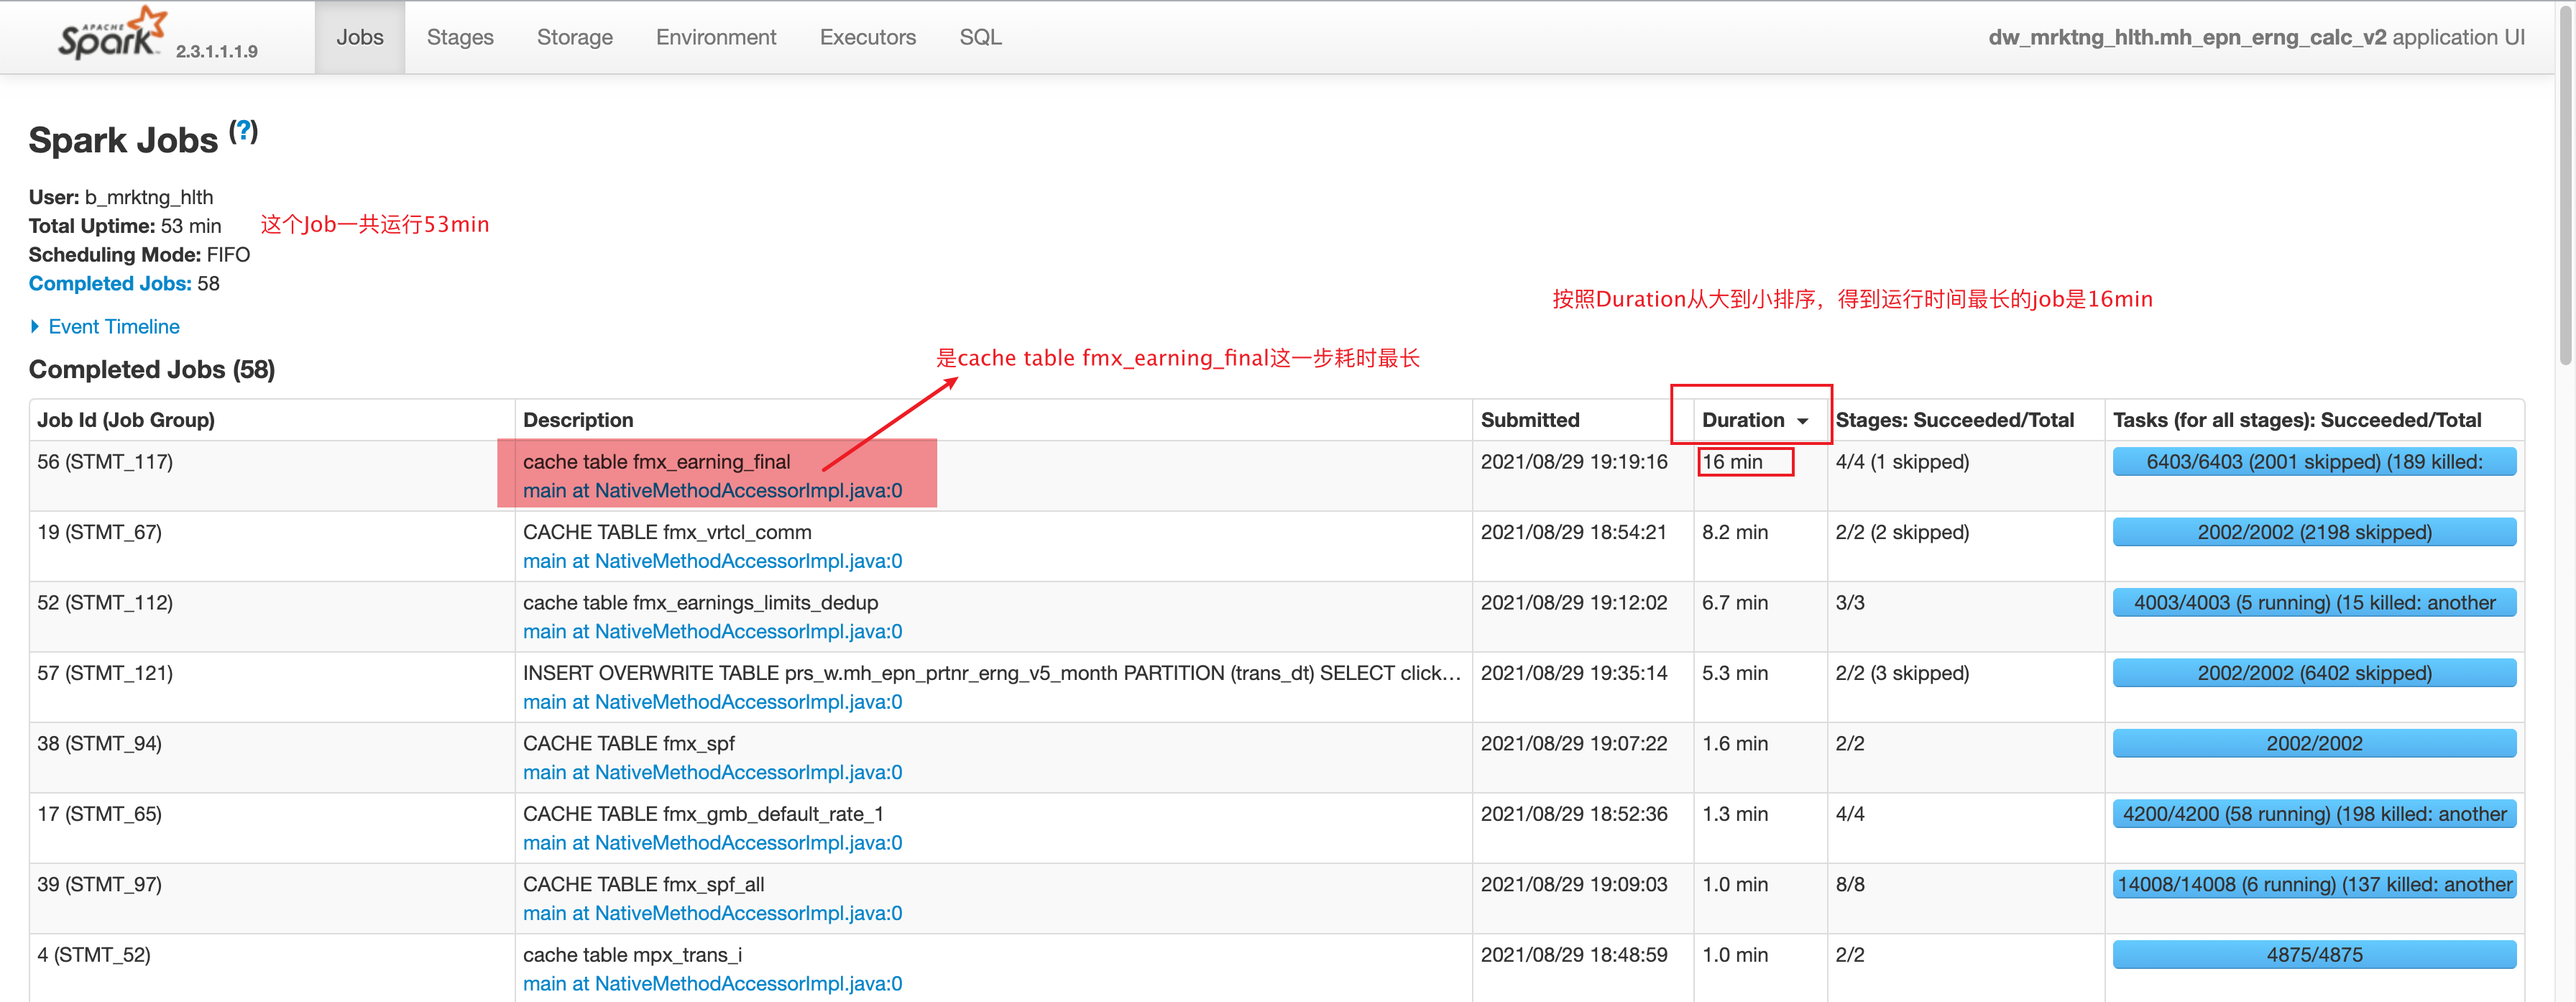 APACHE
Spark 2.3.1.1.1.9
Jobs Stages Storage Environment Executors SQL dw_mrktng_hlth.mh_epn_erng_calc_v2 application UI
Spark Jobs (?)
User: b_mrktng_hlth
Total Uptime: 53 min 这个Job一共运行53min
Scheduling Mode: FIFO
Completed Jobs: 58
按照Duration从大到小排序，得到运行时间最长的job是16min
Event Timeline
是cache table fmx_earning_final这一步耗时最长
Completed Jobs (58)
Job Id (Job Group) Description Submitted Duration Stages: Succeeded/Total Tasks (for all stages): Succeeded/Total
56 (STMT_117) cache table fmx_earning_final 2021/08/29 19:19:16 16 min 4/4 (1 skipped) 6403/6403 (2001 skipped) (189 killed:
main at NativeMethodAccessorImpl.java:0
19 (STMT_67) CACHE TABLE fmx_vrtcl_comm 2021/08/29 18:54:21 8.2 min 2/2 (2 skipped) 2002/2002 (2198 skipped)
main at NativeMethodAccessorImpl.java:0
52 (STMT_112) cache table fmx_earnings_limits_dedup 2021/08/29 19:12:02 6.7 min 3/3 4003/4003 (5 running) (15 killed: another
main at NativeMethodAccessorImpl.java:0
57 (STMT_121) INSERT OVERWRITE TABLE prs_w.mh_epn_prtnr_erng_v5_month PARTITION (trans_dt) SELECT click... 2021/08/29 19:35:14 5.3 min 2/2 (3 skipped) 2002/2002 (6402 skipped)
main at NativeMethodAccessorImpl.java:0
38 (STMT_94) CACHE TABLE fmx_spf 2021/08/29 19:07:22 1.6 min 2/2 2002/2002
main at NativeMethodAccessorImpl.java:0
17 (STMT_65) CACHE TABLE fmx_gmb_default_rate_1 2021/08/29 18:52:36 1.3 min 4/4 4200/4200 (58 running) (198 killed: another
main at NativeMethodAccessorImpl.java:0
39 (STMT_97) CACHE TABLE fmx_spf_all 2021/08/29 19:09:03 1.0 min 8/8 14008/14008 (6 running) (137 killed: another
main at NativeMethodAccessorImpl.java:0
4 (STMT_52) cache table mpx_trans_i 2021/08/29 18:48:59 1.0 min 2/2 4875/4875
main at NativeMethodAccessorImpl.java:0